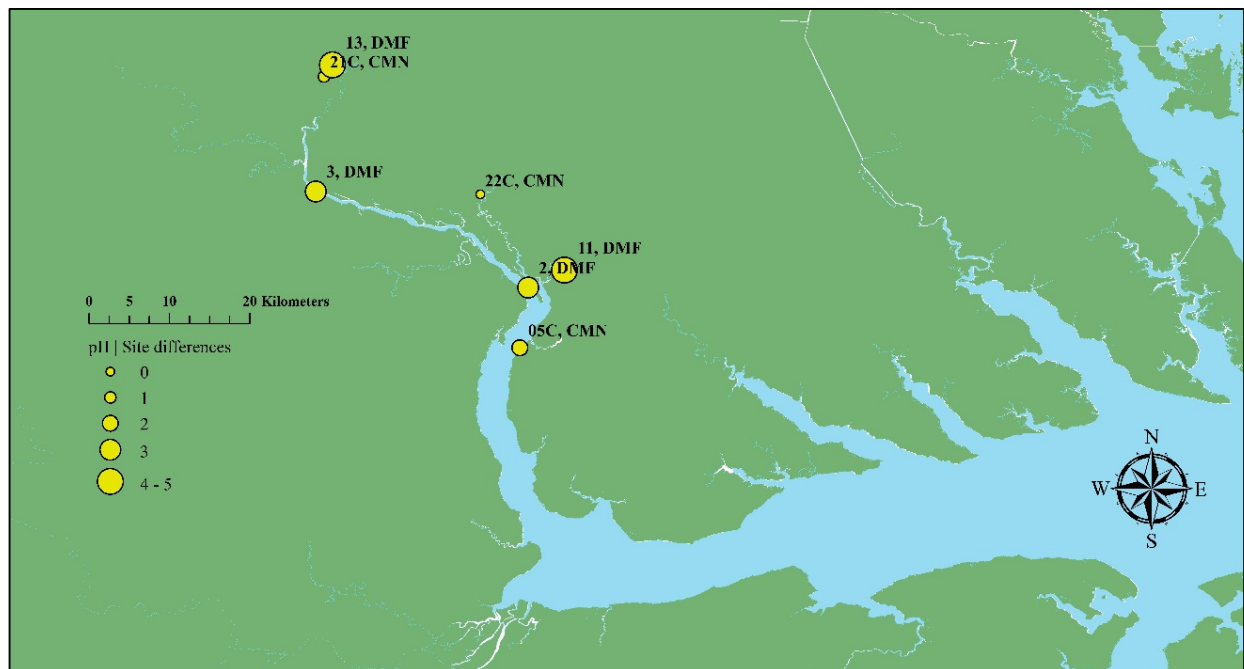 13, DMF
21C, CMN
3, DMF
22C, CMN
11, DMF
2, DMF
05C, CMN
0 5 10 20 Kilometers
pH | Site differences
0
1
2
3
4 - 5
N
W E
S